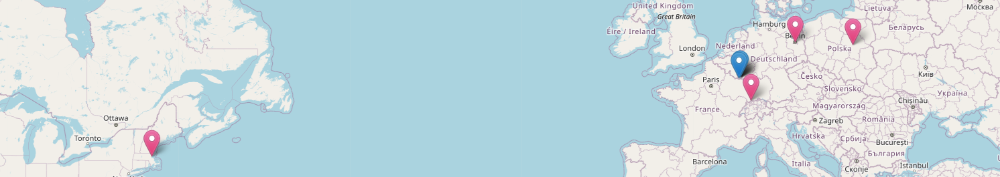 United Kingdom
Great Britain
Lietuva
Москва
Hamburg
Éire / Ireland
Беларусь
Berlin
London
Nederland
Polska
Deutschland
Paris
Česko
Київ
Slovensko
Україна
Chișinău
France
Magyarország
Ottawa
Zagreb
România
Toronto
Hrvatska
Србија
București
България
Barcelona
Italia
Скопје
İstanbul